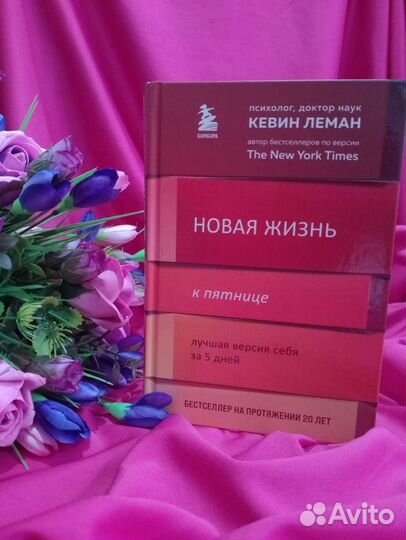 психолог, доктор наук
КЕВИН ЛЕМАН
автор бестселлеров по версии
The New York Times
БОМБОРА
НОВАЯ ЖИЗНЬ
к пятнице
лучшая версия себя
за 5 дней
БЕСТСЕЛЛЕР НА ПРОТЯЖЕНИИ 20 ЛЕТ
Avito